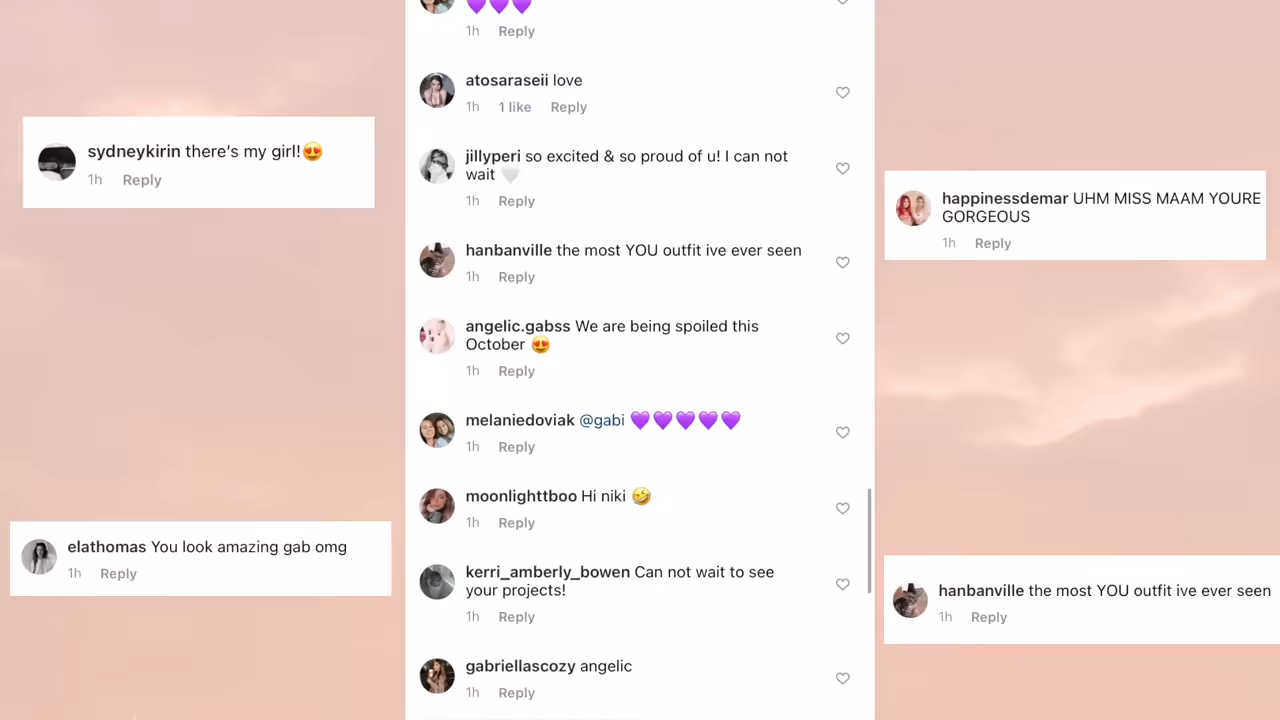 sydneykirin there's my girl!😍
1h Reply
elathomas You look amazing gab omg
1h Reply
💜💜💜
1h Reply
atosaraseii love
1h 1 like Reply
jillyperi so excited & so proud of u! I can not
wait 🤍
1h Reply
hanbanville the most YOU outfit ive ever seen
1h Reply
angelic.gabss We are being spoiled this
October 😍
1h Reply
melaniedoviak @gabi 💜💜💜💜💜
1h Reply
moonlighttboo Hi niki 🤣
1h Reply
kerri_amberly_bowen Can not wait to see
your projects!
1h Reply
gabriellascozy angelic
1h Reply
happinessdemar UHM MISS MAAM YOURE
GORGEOUS
1h Reply
hanbanville the most YOU outfit ive ever seen
1h Reply